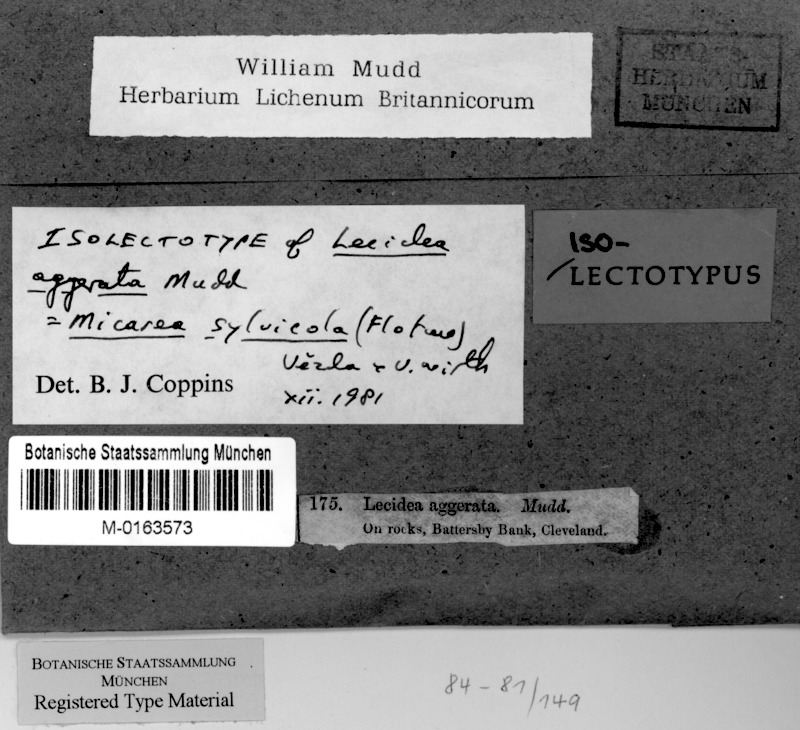 William Mudd
Herbarium Lichenum Britannicorum
STAATS-
HERBARIUM
MÜNCHEN
ISOLECTOTYPE of Lecidea
aggerata Mudd
= Micarea sylvicola (Flotow)
Vězda & V. Wirth
Det. B. J. Coppins
xii. 1981
ISO-
LECTOTYPUS
Botanische Staatssammlung München
M-0163573
175. Lecidea aggerata. Mudd.
On rocks, Battersby Bank, Cleveland.
BOTANISCHE STAATSSAMMLUNG
MÜNCHEN
Registered Type Material
84-81/149